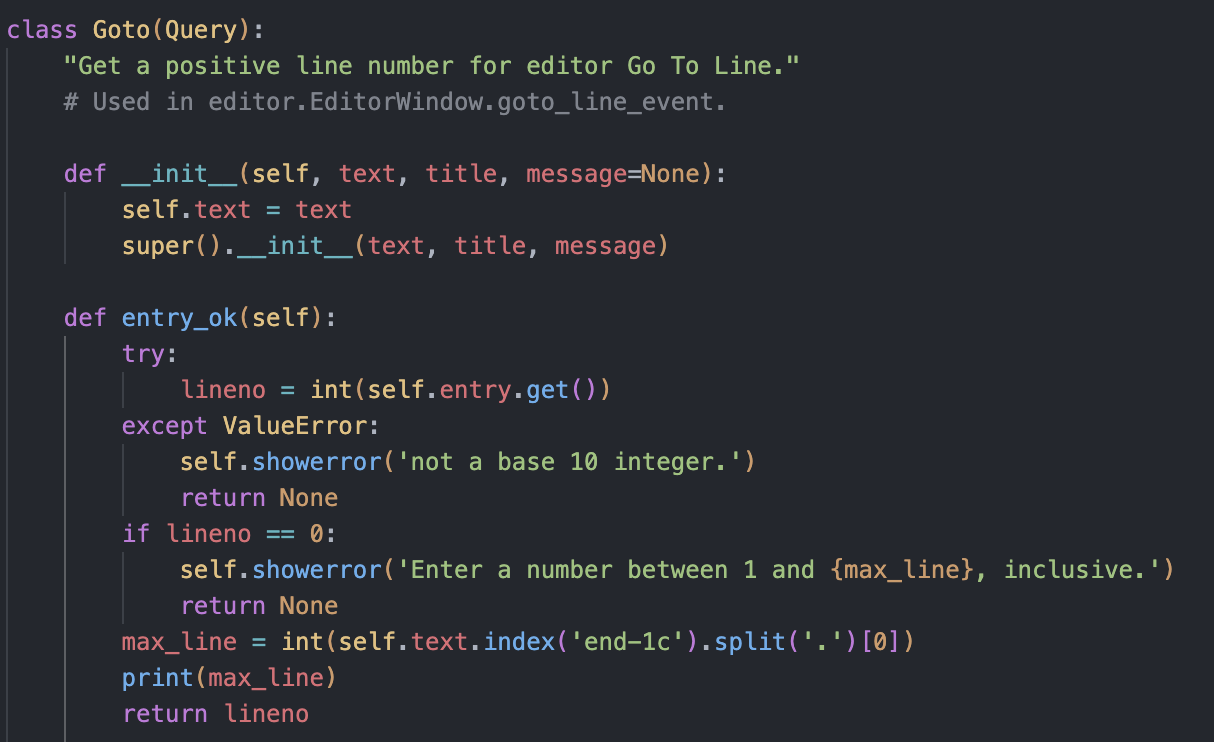 class Goto(Query):
    "Get a positive line number for editor Go To Line."
    # Used in editor.EditorWindow.goto_line_event.

    def __init__(self, text, title, message=None):
        self.text = text
        super().__init__(text, title, message)

    def entry_ok(self):
        try:
            lineno = int(self.entry.get())
        except ValueError:
            self.showerror('not a base 10 integer.')
            return None
        if lineno == 0:
            self.showerror('Enter a number between 1 and {max_line}, inclusive.')
            return None
        max_line = int(self.text.index('end-1c').split('.')[0])
        print(max_line)
        return lineno